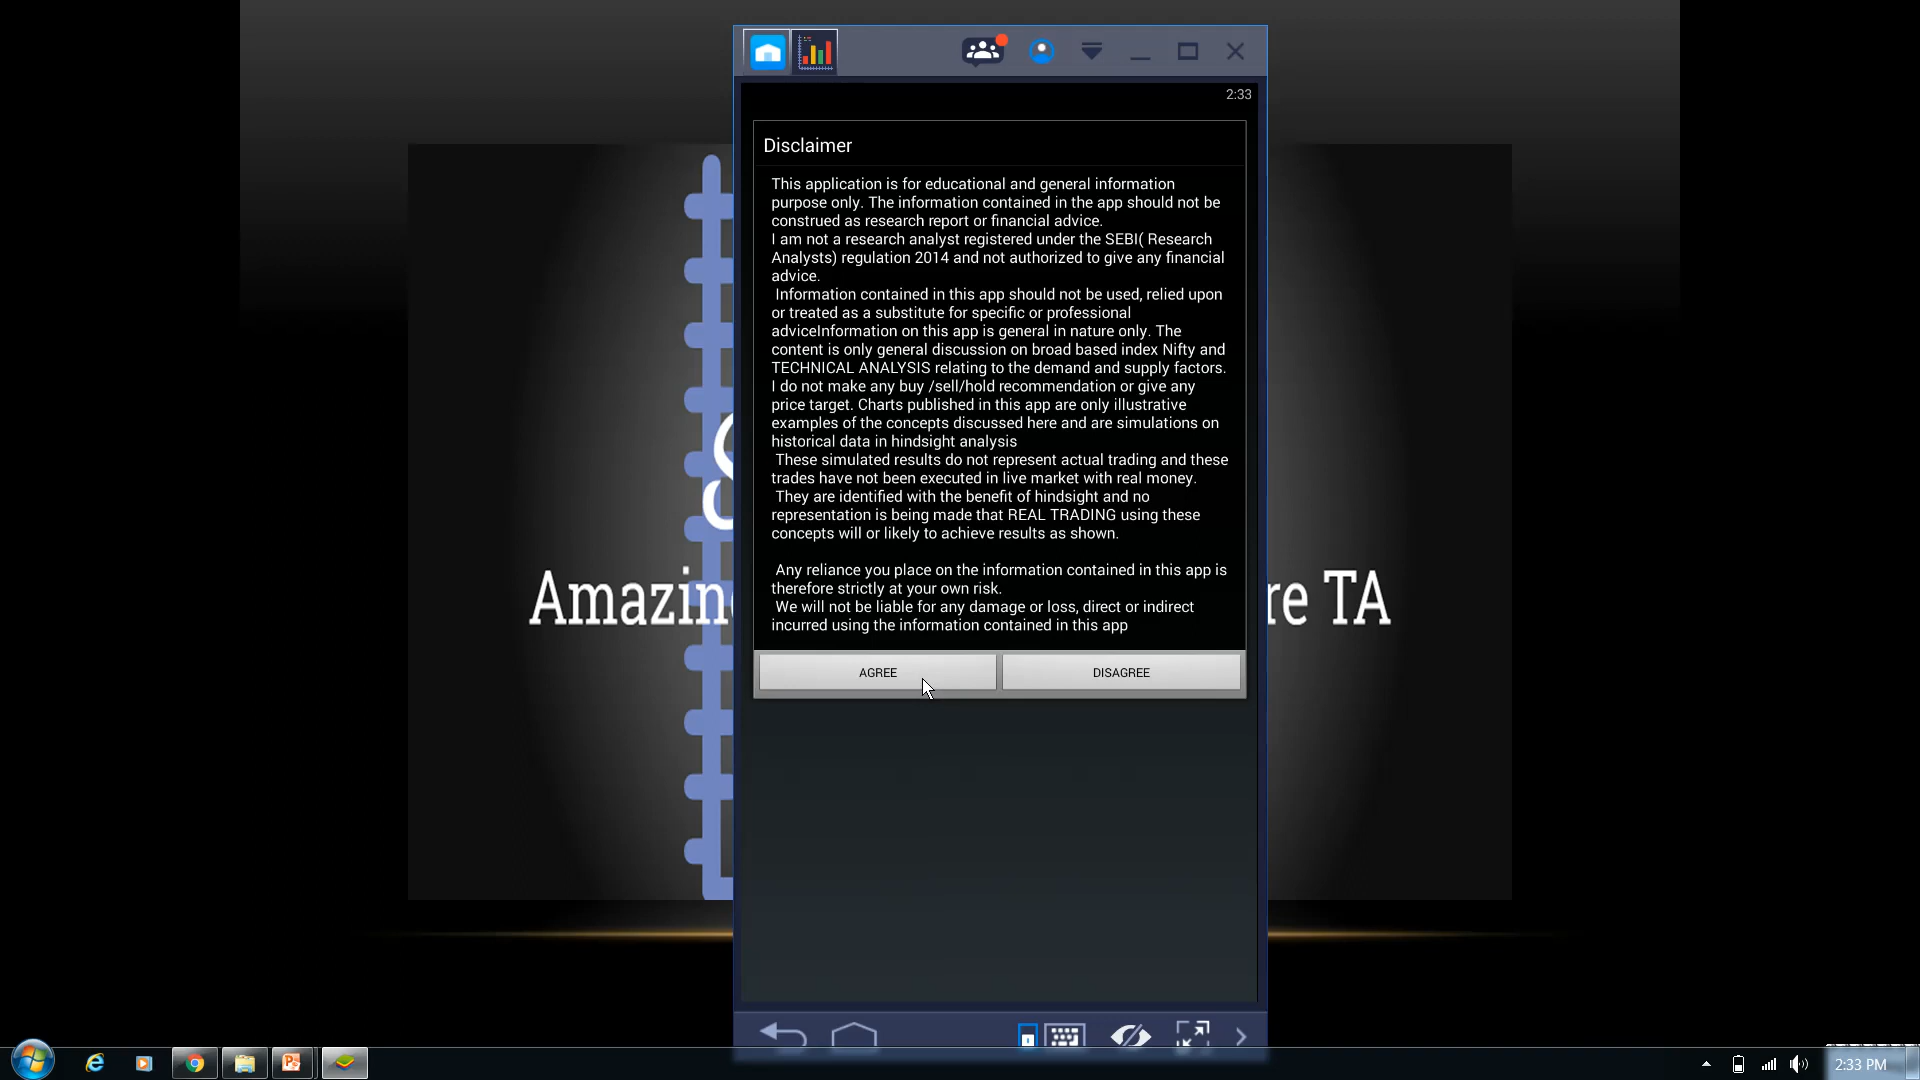 2:33
Disclaimer
This application is for educational and general information
purpose only. The information contained in the app should not be
construed as research report or financial advice.
I am not a research analyst registered under the SEBI( Research
Analysts) regulation 2014 and not authorized to give any financial
advice.
Information contained in this app should not be used, relied upon
or treated as a substitute for specific or professional
adviceInformation on this app is general in nature only. The
content is only general discussion on broad based index Nifty and
TECHNICAL ANALYSIS relating to the demand and supply factors.
I do not make any buy /sell/hold recommendation or give any
price target. Charts published in this app are only illustrative
examples of the concepts discussed here and are simulations on
historical data in hindsight analysis
These simulated results do not represent actual trading and these
trades have not been executed in live market with real money.
They are identified with the benefit of hindsight and no
representation is being made that REAL TRADING using these
concepts will or likely to achieve results as shown.
Any reliance you place on the information contained in this app is
therefore strictly at your own risk.
We will not be liable for any damage or loss, direct or indirect
incurred using the information contained in this app
AGREE DISAGREE
2:33 PM